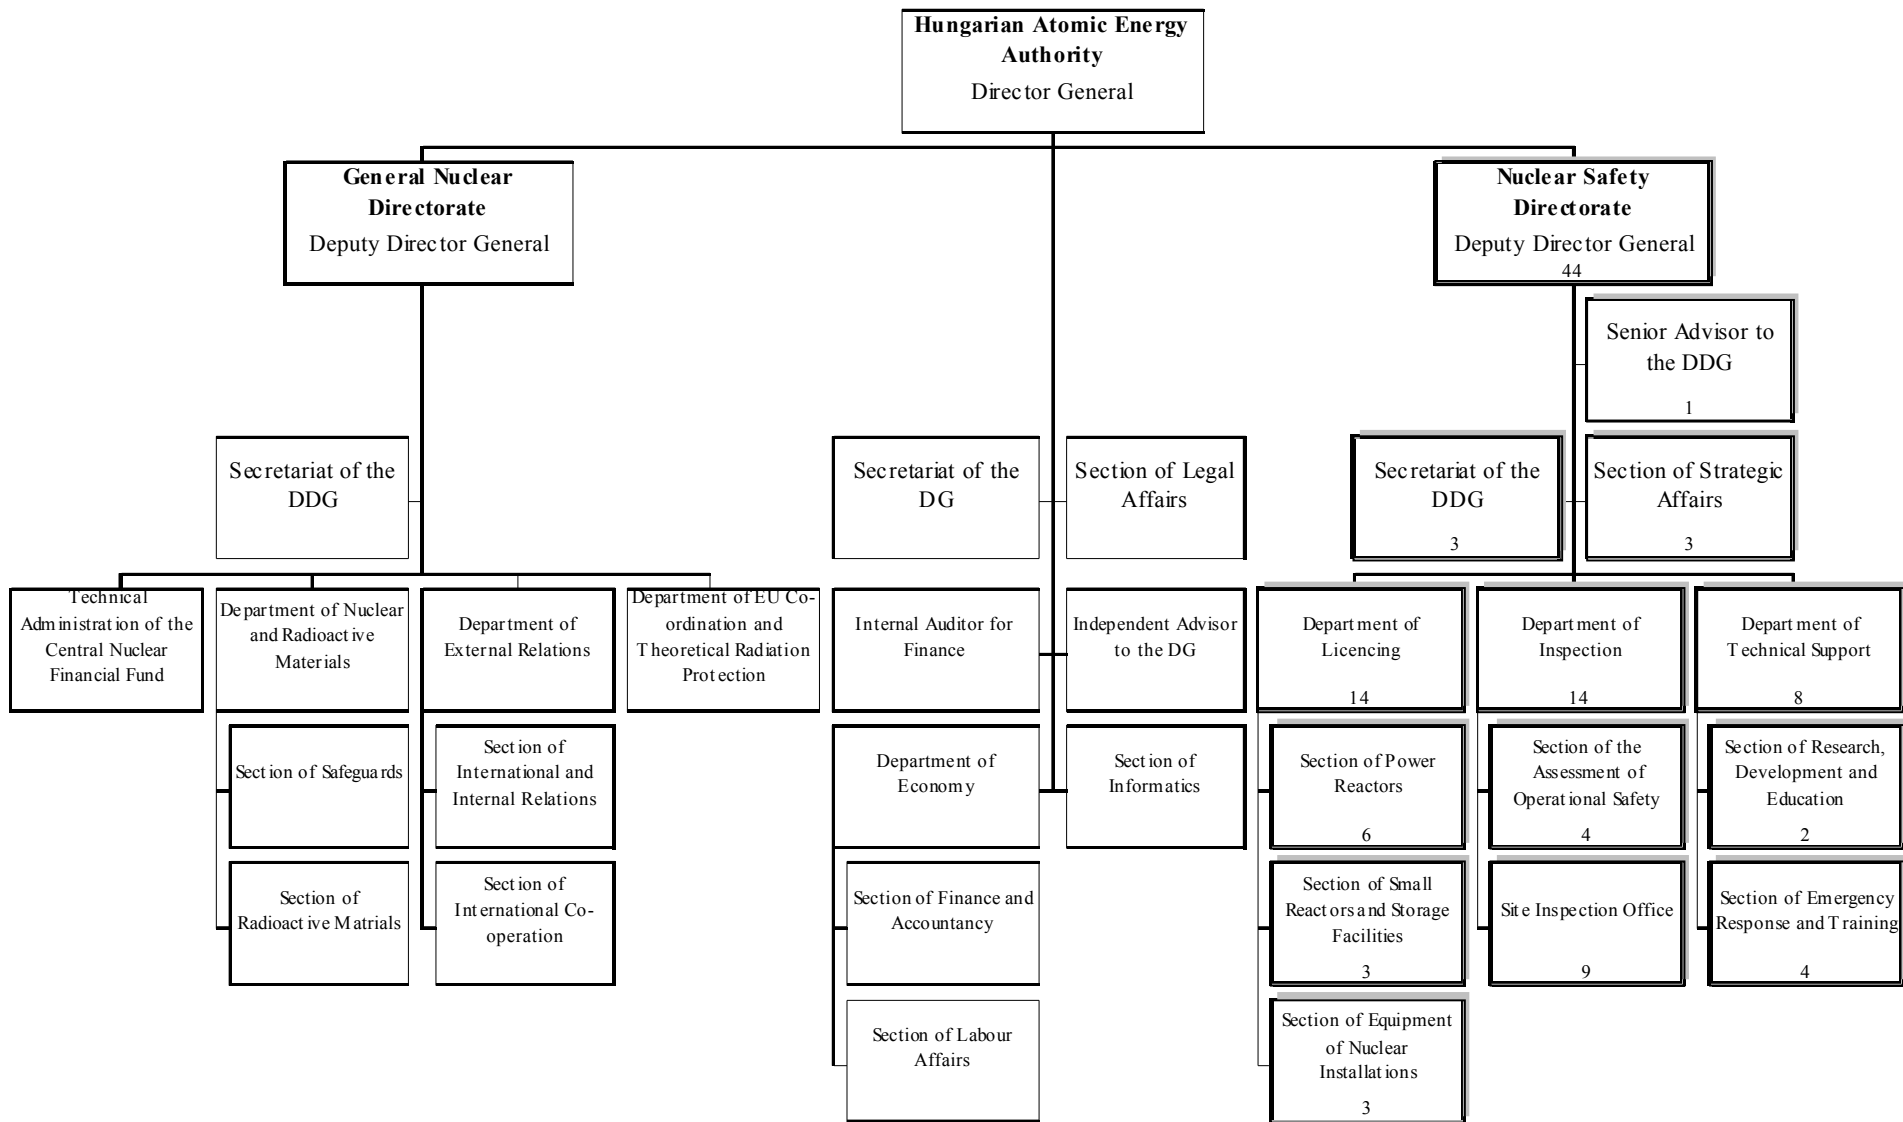 Hungarian Atomic Energy
Authority
Director General
General Nuclear
Directorate
Deputy Director General
Nuclear Safety
Directorate
Deputy Director General
44
Senior Advisor to
the DDG
1
Secretariat of the
DDG
Secretariat of the
DG
Section of Legal
Affairs
Secretariat of the
DDG
3
Section of Strategic
Affairs
3
Technical
Administration of the
Central Nuclear
Financial Fund
Department of Nuclear
and Radioactive
Materials
Department of
External Relations
Department of EU Co-
ordination and
Theoretical Radiation
Protection
Internal Auditor for
Finance
Independent Advisor
to the DG
Department of
Licencing
14
Department of
Inspection
14
Department of
Technical Support
8
Section of Safeguards
Section of
International and
Internal Relations
Department of
Economy
Section of
Informatics
Section of Power
Reactors
6
Section of the
Assessment of
Operational Safety
4
Section of Research,
Development and
Education
2
Section of
Radioactive Matrials
Section of
International Co-
operation
Section of Finance and
Accountancy
Section of Small
Reactors and Storage
Facilities
3
Site Inspection Office
9
Section of Emergency
Response and Training
4
Section of Labour
Affairs
Section of Equipment
of Nuclear
Installations
3